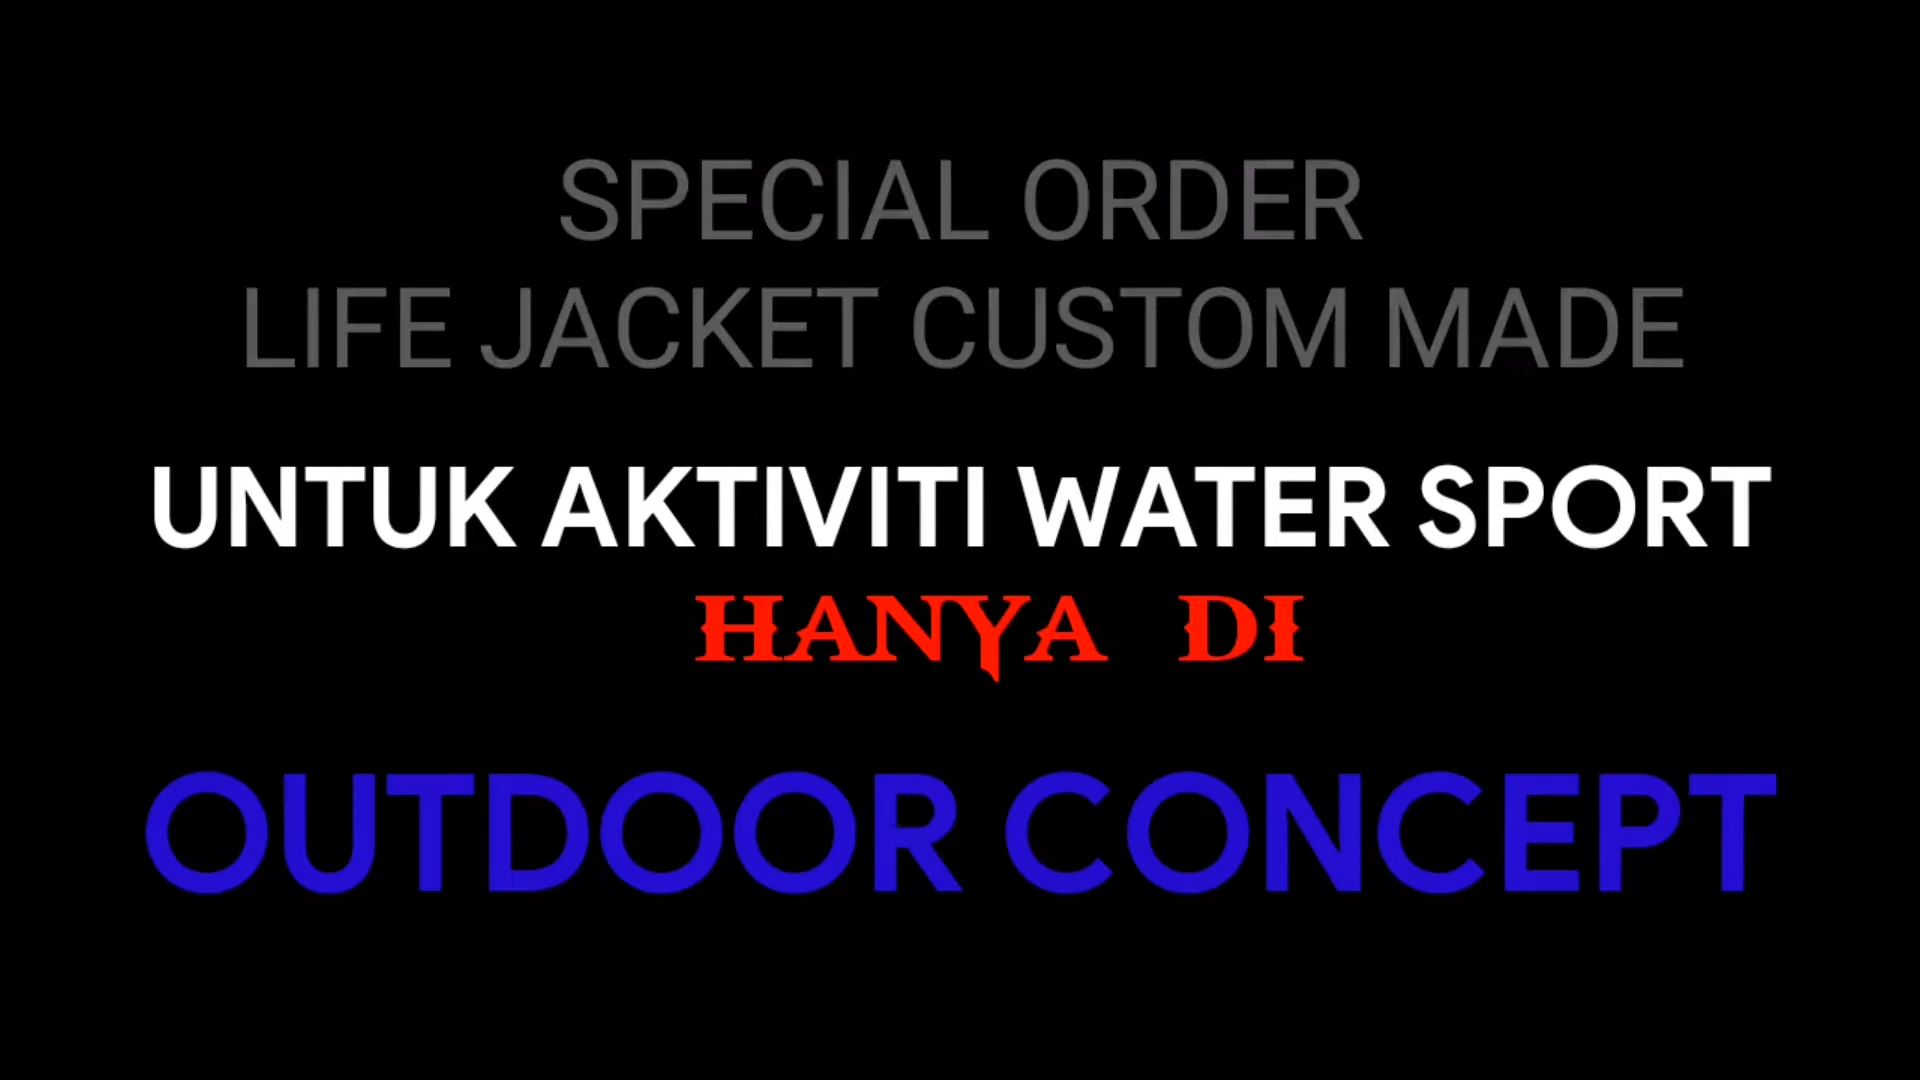 SPECIAL ORDER
LIFE JACKET CUSTOM MADE
UNTUK AKTIVITI WATER SPORT
HANYA DI
OUTDOOR CONCEPT